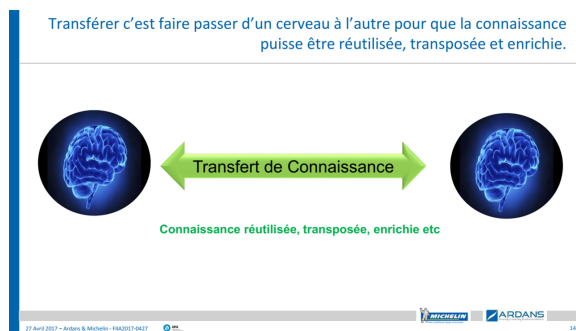 Transférer c’est faire passer d’un cerveau à l’autre pour que la connaissance
puisse être réutilisée, transposée et enrichie.
Transfert de Connaissance
Connaissance réutilisée, transposée, enrichie etc
MICHELIN
ARDANS
27 Avril 2017 – Ardans & Michelin - FIIA2017-0427
14